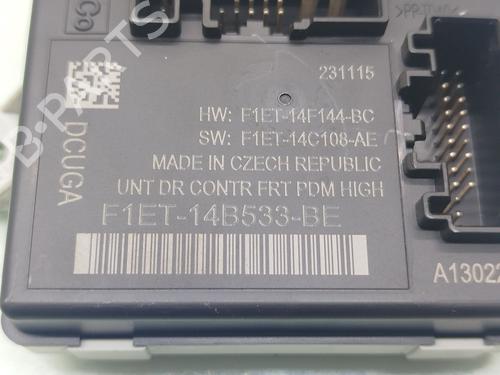 231115
HW: F1ET-14F144-BC
SW: F1ET-14C108-AE
MADE IN CZECH REPUBLIC
UNT DR CONTR FRT PDM HIGH
F1ET-14B533-BE
DCUGA
A13022
B-PARTS